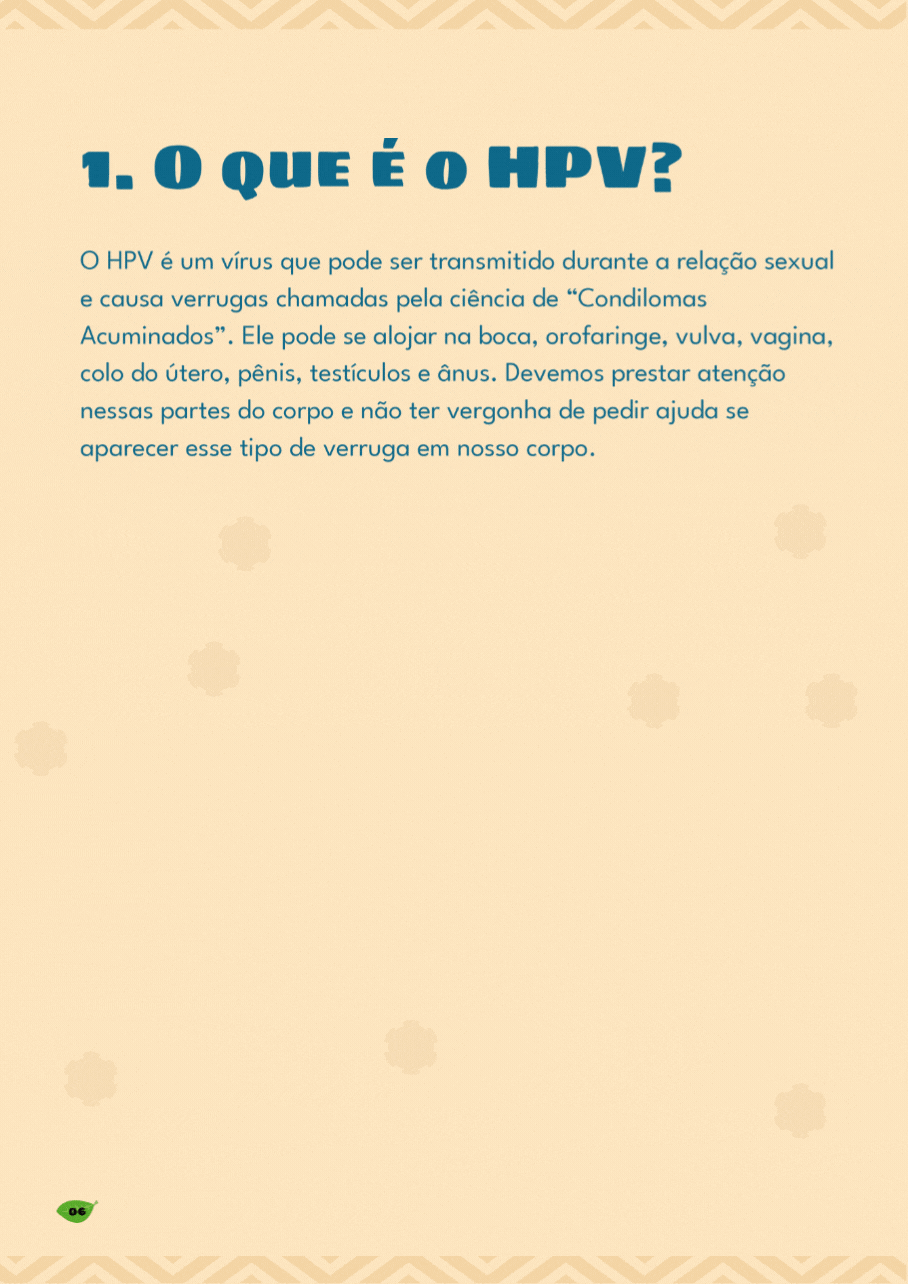 1. O QUE É O HPV?
O HPV é um vírus que pode ser transmitido durante a relação sexual
e causa verrugas chamadas pela ciência de “Condilomas
Acuminados”. Ele pode se alojar na boca, orofaringe, vulva, vagina,
colo do útero, pênis, testículos e ânus. Devemos prestar atenção
nessas partes do corpo e não ter vergonha de pedir ajuda se
aparecer esse tipo de verruga em nosso corpo.
06